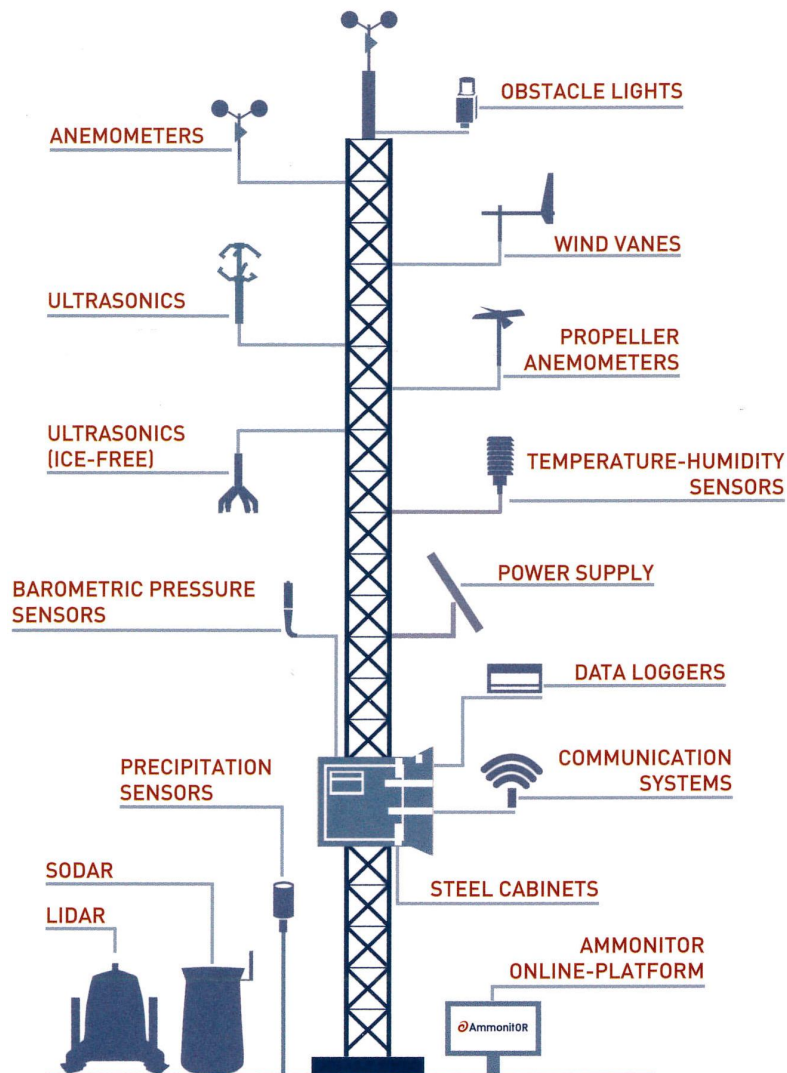 OBSTACLE LIGHTS
ANEMOMETERS
WIND VANES
ULTRASONICS
PROPELLER
ANEMOMETERS
ULTRASONICS
(ICE-FREE)
TEMPERATURE-HUMIDITY
SENSORS
POWER SUPPLY
BAROMETRIC PRESSURE
SENSORS
DATA LOGGERS
PRECIPITATION
SENSORS
COMMUNICATION
SYSTEMS
SODAR
STEEL CABINETS
LIDAR
AMMONITOR
ONLINE-PLATFORM
AmmonitOR